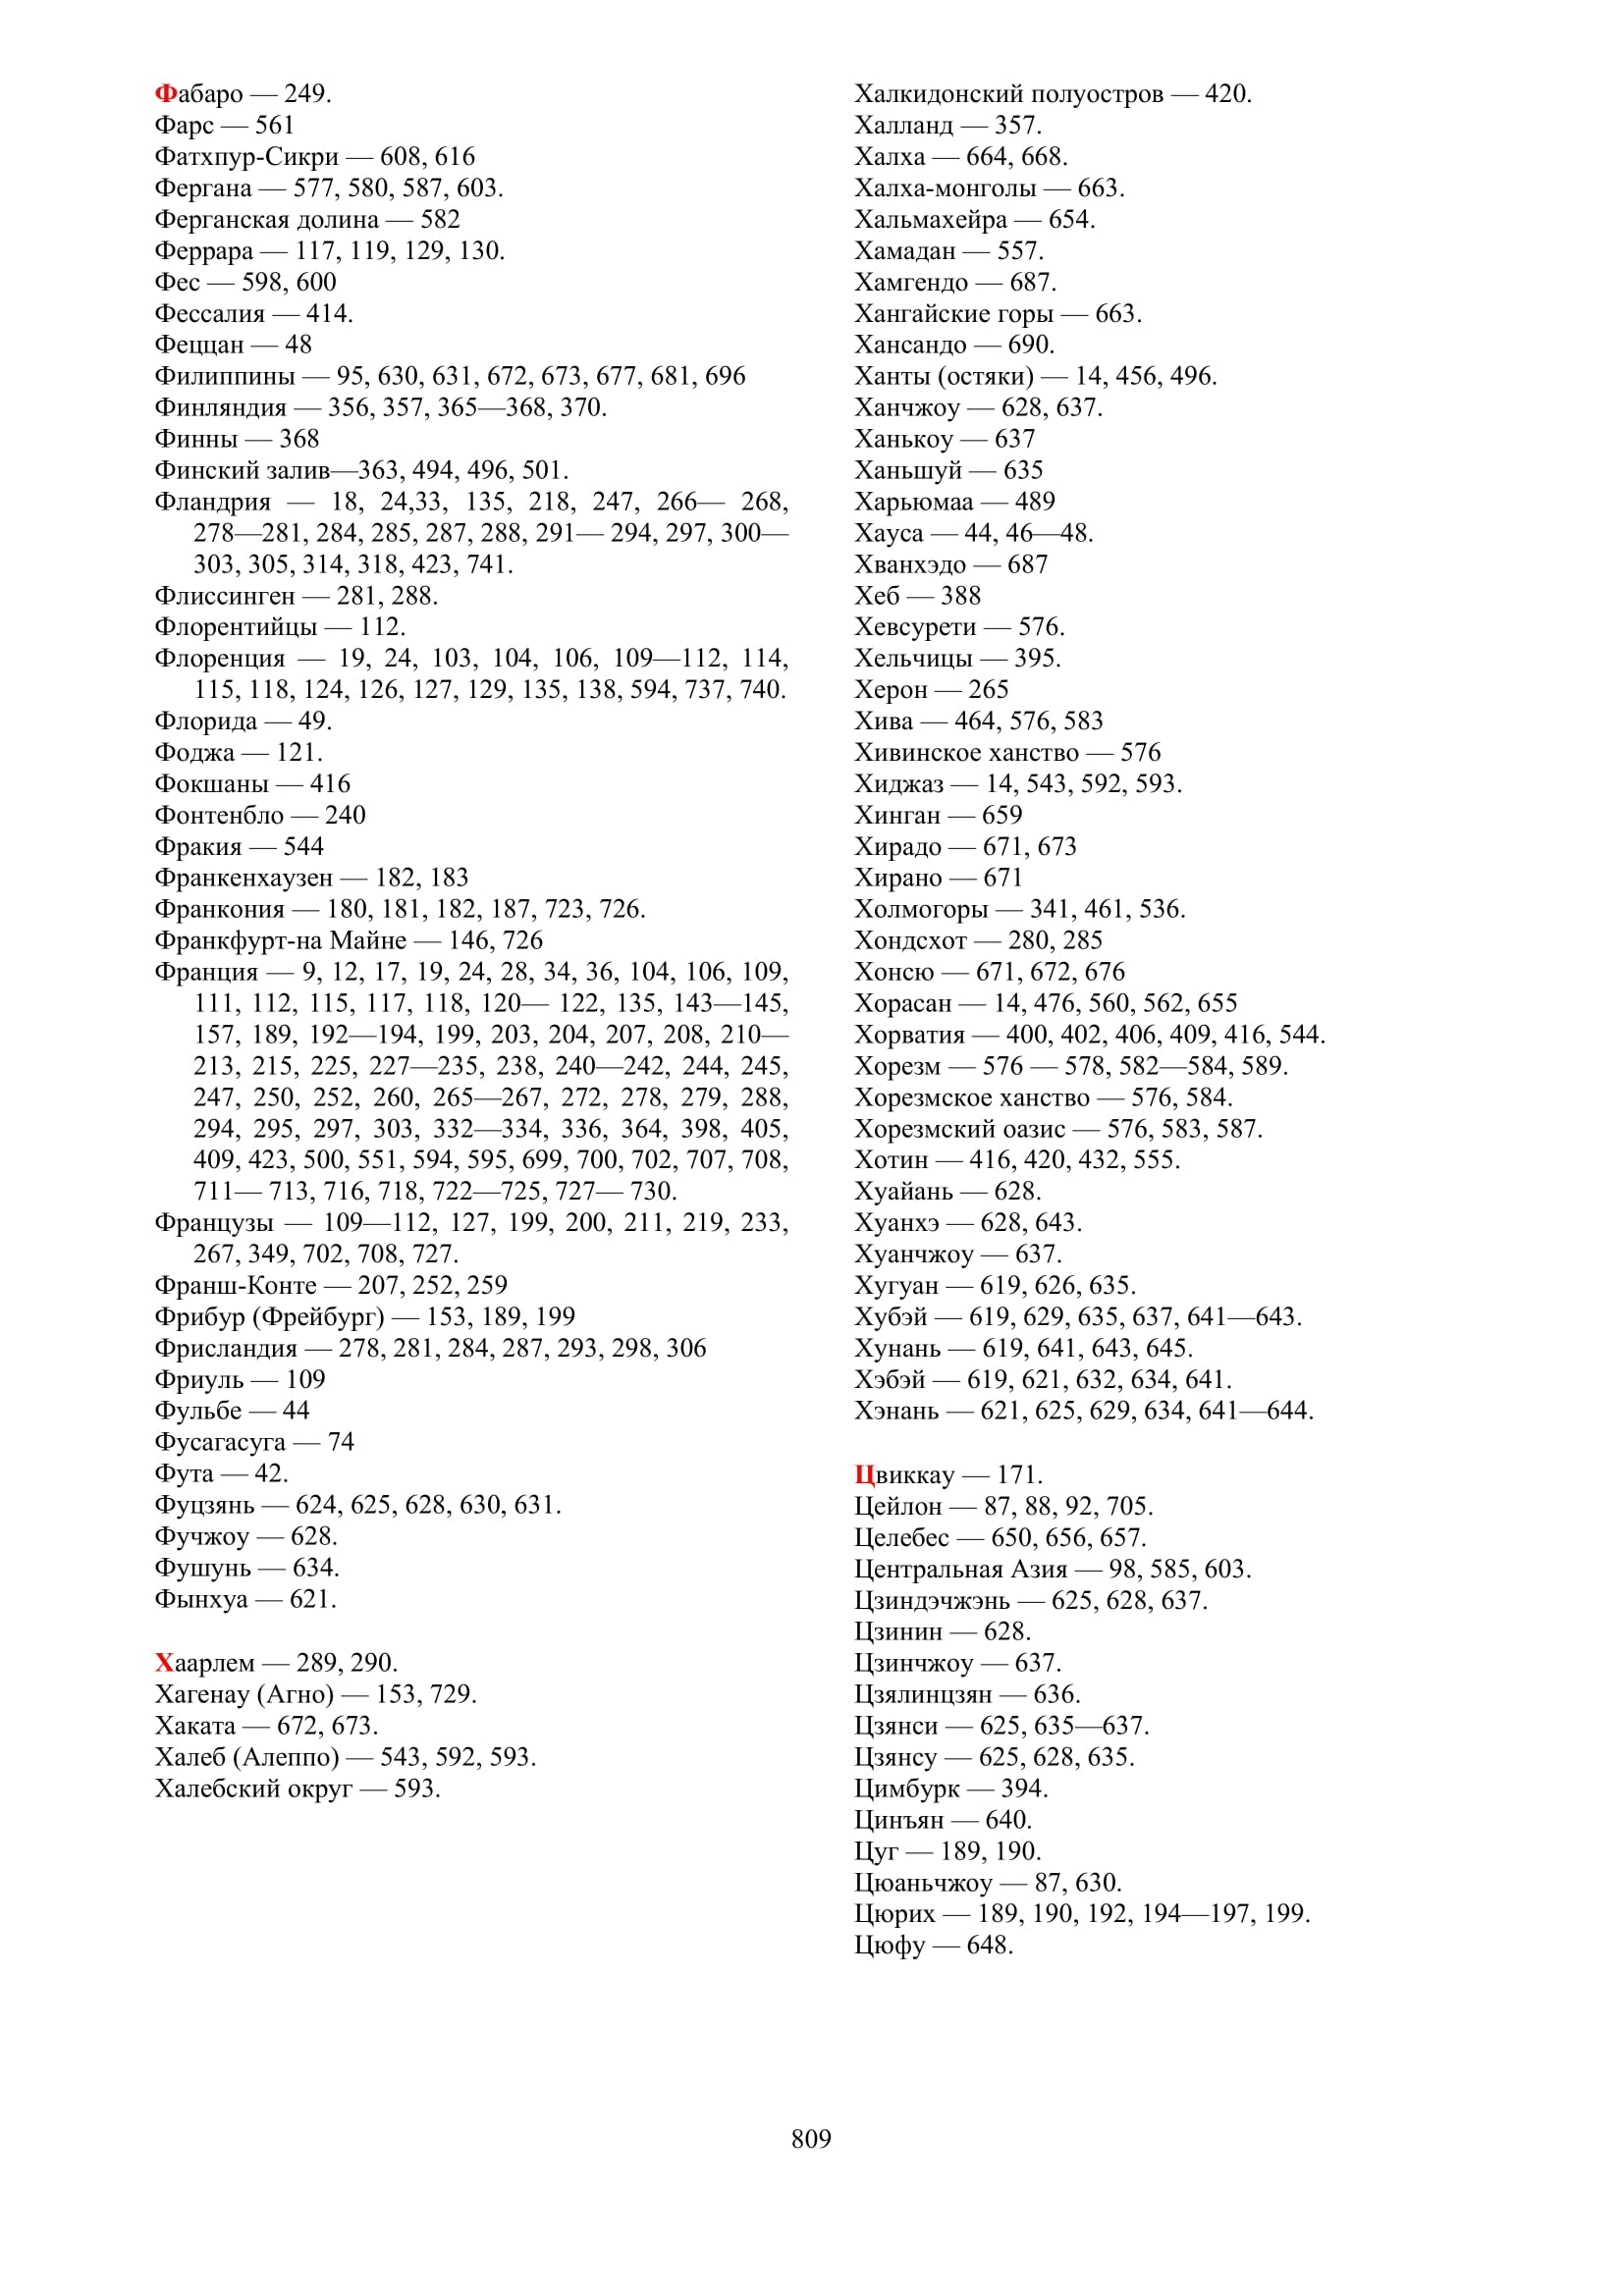 Фабаро — 249.
Фарс — 561
Фатхпур-Сикри — 608, 616
Фергана — 577, 580, 587, 603.
Ферганская долина — 582
Феррара — 117, 119, 129, 130.
Фес — 598, 600
Фессалия — 414.
Феццан — 48
Филиппины — 95, 630, 631, 672, 673, 677, 681, 696
Финляндия — 356, 357, 365—368, 370.
Финны — 368
Финский залив—363, 494, 496, 501.
Фландрия — 18, 24,33, 135, 218, 247, 266— 268,
278—281, 284, 285, 287, 288, 291— 294, 297, 300—
303, 305, 314, 318, 423, 741.
Флиссинген — 281, 288.
Флорентийцы — 112.
Флоренция — 19, 24, 103, 104, 106, 109—112, 114,
115, 118, 124, 126, 127, 129, 135, 138, 594, 737, 740.
Флорида — 49.
Фоджа — 121.
Фокшаны — 416
Фонтенбло — 240
Фракия — 544
Франкенхаузен — 182, 183
Франкония — 180, 181, 182, 187, 723, 726.
Франкфурт-на Майне — 146, 726
Франция — 9, 12, 17, 19, 24, 28, 34, 36, 104, 106, 109,
111, 112, 115, 117, 118, 120— 122, 135, 143—145,
157, 189, 192—194, 199, 203, 204, 207, 208, 210—
213, 215, 225, 227—235, 238, 240—242, 244, 245,
247, 250, 252, 260, 265—267, 272, 278, 279, 288,
294, 295, 297, 303, 332—334, 336, 364, 398, 405,
409, 423, 500, 551, 594, 595, 699, 700, 702, 707, 708,
711— 713, 716, 718, 722—725, 727— 730.
Французы — 109—112, 127, 199, 200, 211, 219, 233,
267, 349, 702, 708, 727.
Франш-Конте — 207, 252, 259
Фрибур (Фрейбург) — 153, 189, 199
Фрисландия — 278, 281, 284, 287, 293, 298, 306
Фриуль — 109
Фульбе — 44
Фусагасуга — 74
Фута — 42.
Фуцзянь — 624, 625, 628, 630, 631.
Фучжоу — 628.
Фушунь — 634.
Фынхуа — 621.
Хаарлем — 289, 290.
Хагенау (Агно) — 153, 729.
Хаката — 672, 673.
Халеб (Алеппо) — 543, 592, 593.
Халебский округ — 593.
Халкидонский полуостров — 420.
Халланд — 357.
Халха — 664, 668.
Халха-монголы — 663.
Хальмахейра — 654.
Хамадан — 557.
Хамгендо — 687.
Хангайские горы — 663.
Хансандо — 690.
Ханты (остяки) — 14, 456, 496.
Ханчжоу — 628, 637.
Ханькоу — 637
Ханьшуй — 635
Харьюмаа — 489
Хауса — 44, 46—48.
Хванхэдо — 687
Хеб — 388
Хевсурети — 576.
Хельчицы — 395.
Херон — 265
Хива — 464, 576, 583
Хивинское ханство — 576
Хиджаз — 14, 543, 592, 593.
Хинган — 659
Хирадо — 671, 673
Хирано — 671
Холмогоры — 341, 461, 536.
Хондсхот — 280, 285
Хонсю — 671, 672, 676
Хорасан — 14, 476, 560, 562, 655
Хорватия — 400, 402, 406, 409, 416, 544.
Хорезм — 576 — 578, 582—584, 589.
Хорезмское ханство — 576, 584.
Хорезмский оазис — 576, 583, 587.
Хотин — 416, 420, 432, 555.
Хуайань — 628.
Хуанхэ — 628, 643.
Хуанчжоу — 637.
Хугуан — 619, 626, 635.
Хубэй — 619, 629, 635, 637, 641—643.
Хунань — 619, 641, 643, 645.
Хэбэй — 619, 621, 632, 634, 641.
Хэнань — 621, 625, 629, 634, 641—644.
Цвиккау — 171.
Цейлон — 87, 88, 92, 705.
Целебес — 650, 656, 657.
Центральная Азия — 98, 585, 603.
Цзиндэчжэнь — 625, 628, 637.
Цзинин — 628.
Цзинчжоу — 637.
Цзялинцзян — 636.
Цзянси — 625, 635—637.
Цзянсу — 625, 628, 635.
Цимбурк — 394.
Цинъян — 640.
Цуг — 189, 190.
Цюаньчжоу — 87, 630.
Цюрих — 189, 190, 192, 194—197, 199.
Цюфу — 648.
809